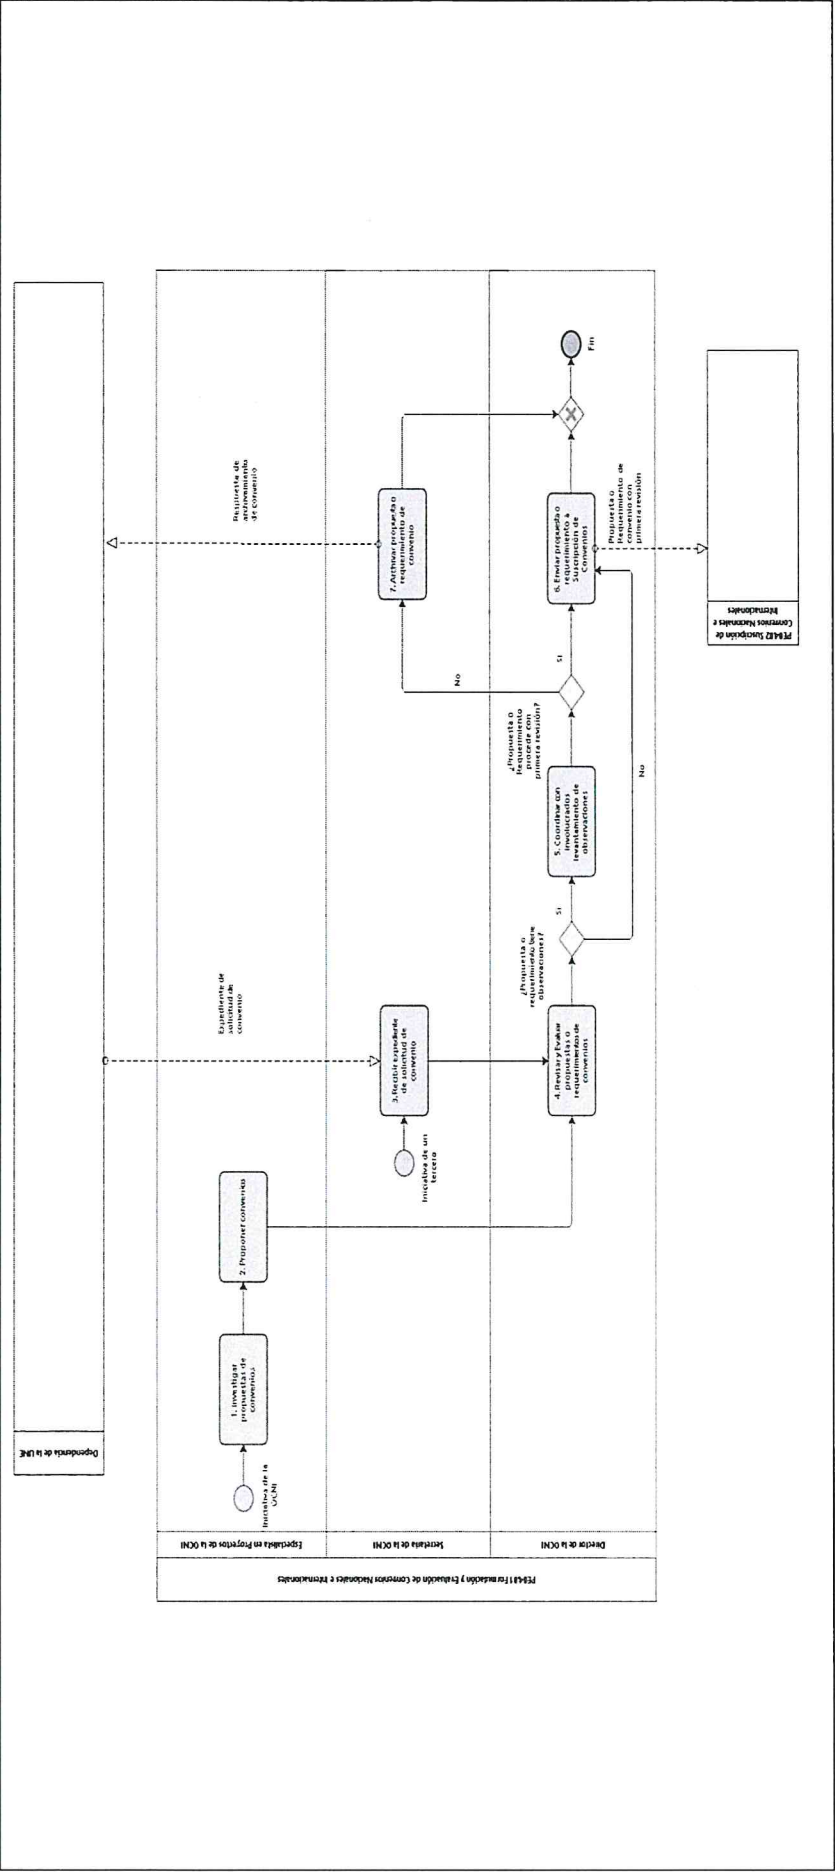 Dependencia de la UNE
PE04.01 Formulación y Evaluación de Convenios Nacionales e Internacionales
Especialista en Proyectos de la OCNI
Secretaria de la OCNI
Director de la OCNI
Iniciativa de la
OCNI
1. Investigar
propuestas de
convenios
2. Proponer convenios
Iniciativa de un
tercero
Expediente de
solicitud de
convenio
3. Recibir expediente
de solicitud de
convenio
4. Revisar y Evaluar
propuestas o
requerimientos de
convenios
¿Propuesta o
requerimiento tiene
observaciones?
Si
No
5. Coordinar con
involucrados
levantamiento de
observaciones
¿Propuesta o
Requerimiento
procede con
primera revisión?
Si
No
6. Enviar propuesta o
requerimiento a
Suscripción de
Convenios
7. Archivar propuesta o
requerimiento de
convenio
Respuesta de
archivamiento
de convenio
Propuesta o
Requerimiento de
convenio con
primera revisión
Fin
PE04.02 Suscripción de
Convenios Nacionales e
Internacionales